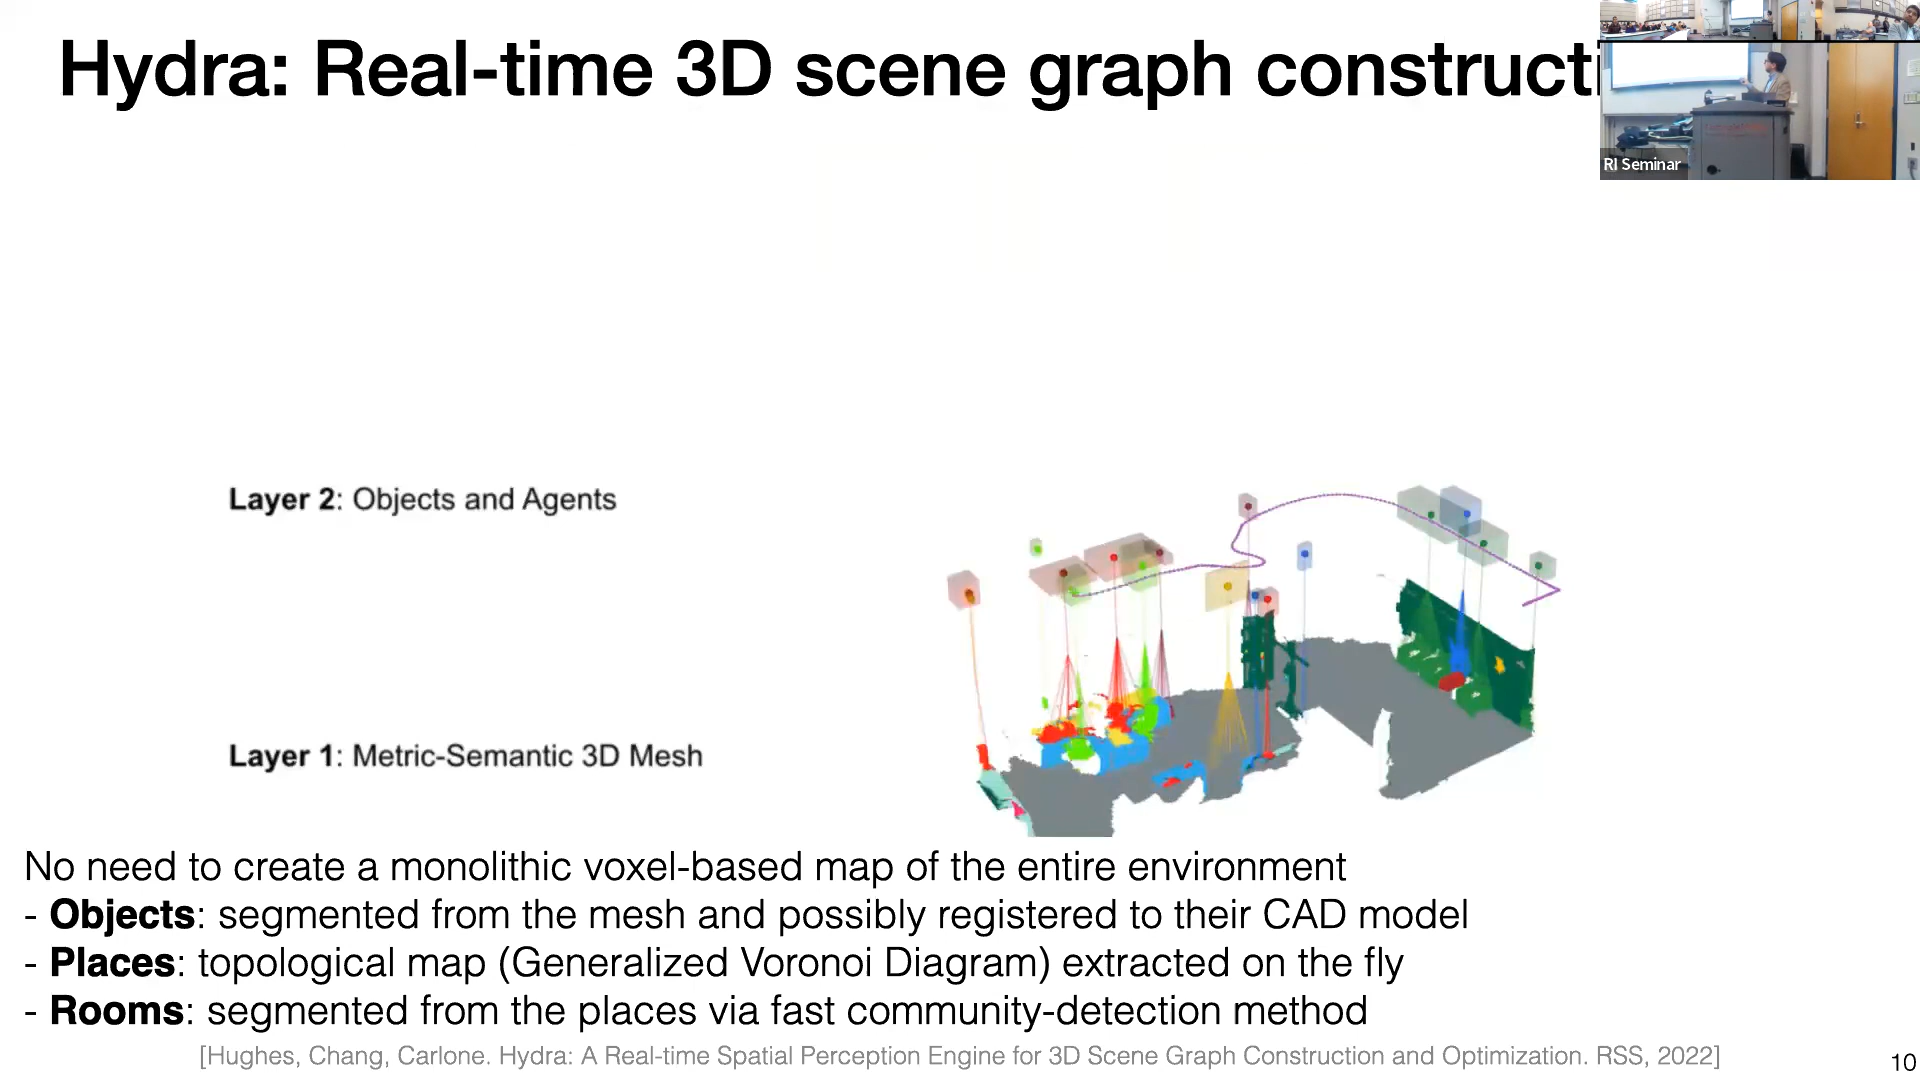 Hydra: Real-time 3D scene graph constructi
RI Seminar
Layer 2: Objects and Agents
Layer 1: Metric-Semantic 3D Mesh
No need to create a monolithic voxel-based map of the entire environment
- Objects: segmented from the mesh and possibly registered to their CAD model
- Places: topological map (Generalized Voronoi Diagram) extracted on the fly
- Rooms: segmented from the places via fast community-detection method
[Hughes, Chang, Carlone. Hydra: A Real-time Spatial Perception Engine for 3D Scene Graph Construction and Optimization. RSS, 2022]
10